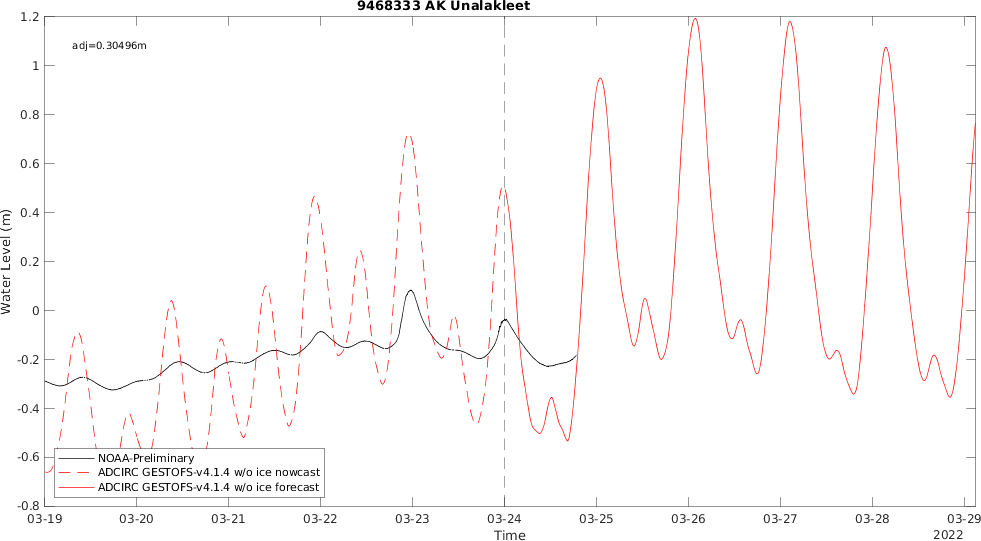 9468333 AK Unalakleet
adj=0.30496m
1.2
1
0.8
0.6
0.4
0.2
0
-0.2
-0.4
-0.6
-0.8
Water Level (m)
NOAA-Preliminary
ADCIRC GESTOFS-v4.1.4 w/o ice nowcast
ADCIRC GESTOFS-v4.1.4 w/o ice forecast
03-19 03-20 03-21 03-22 03-23 03-24 03-25 03-26 03-27 03-28 03-29
Time
2022